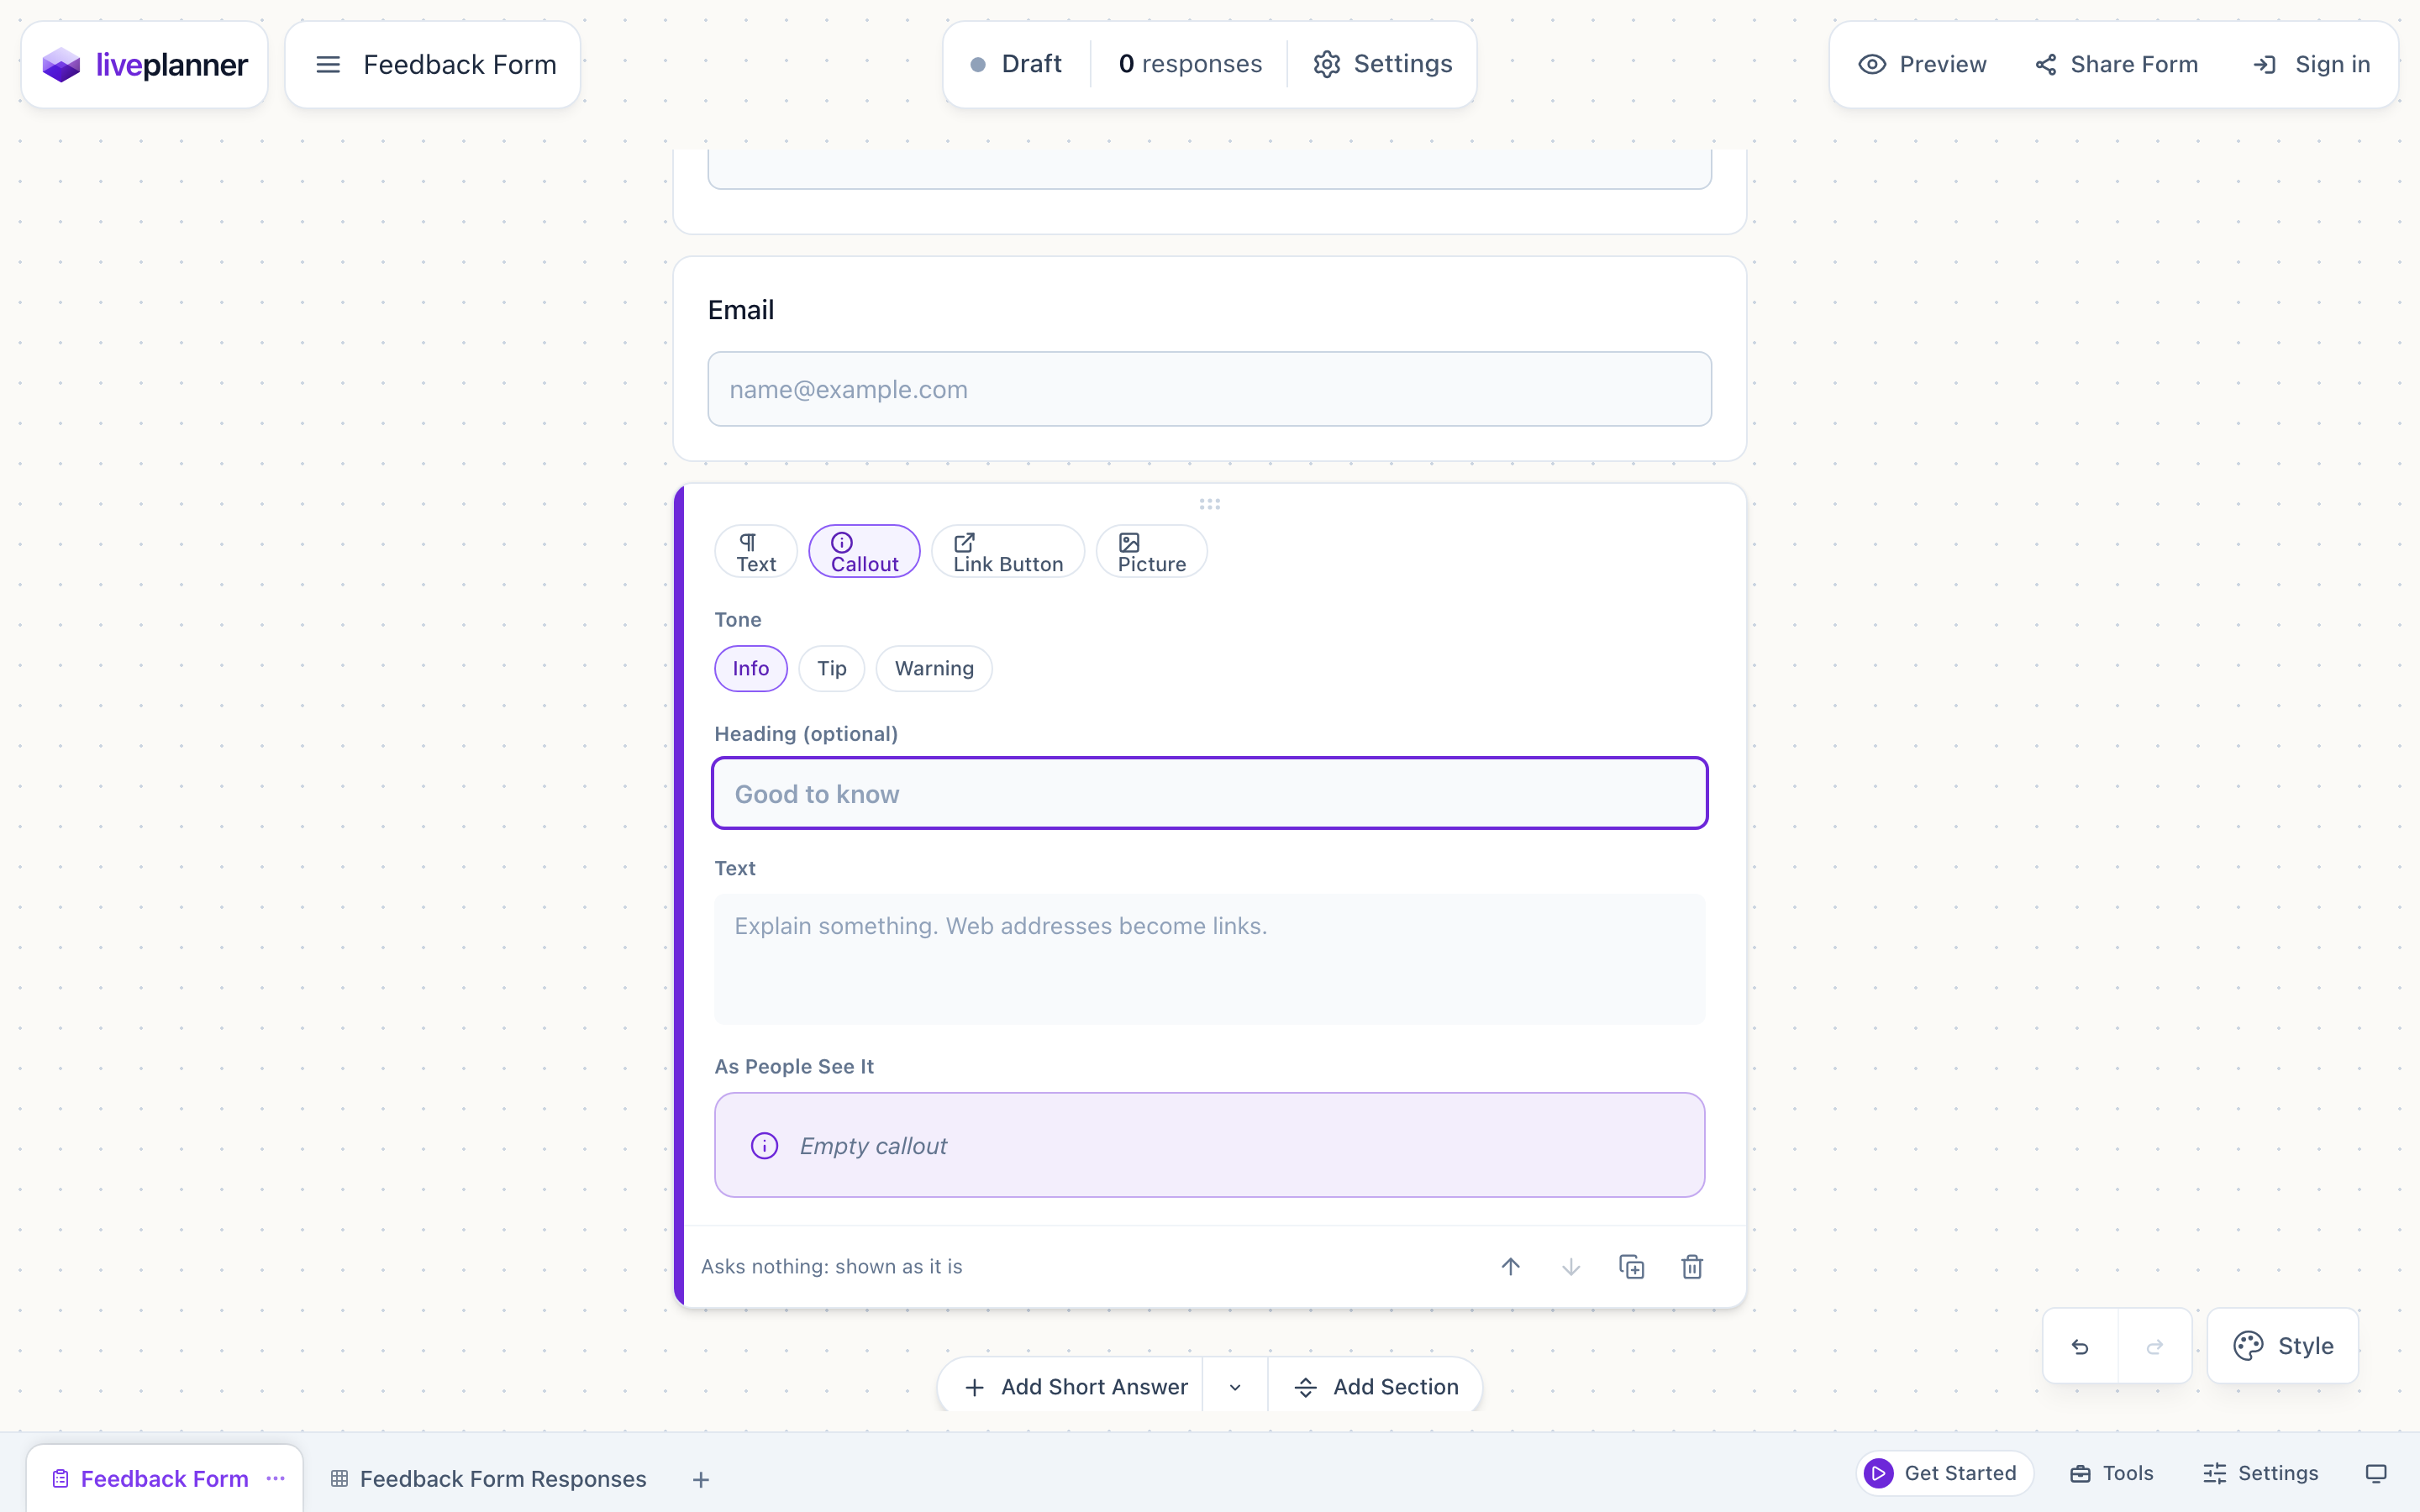 liveplanner
Feedback Form
Draft
0 responses
Settings
Preview
Share Form
Sign in
Email
name@example.com
Text
Callout
Link Button
Picture
Tone
Info
Tip
Warning
Heading (optional)
Good to know
Text
Explain something. Web addresses become links.
As People See It
Empty callout
Asks nothing: shown as it is
Style
Add Short Answer
Add Section
Feedback Form
Feedback Form Responses
Get Started
Tools
Settings